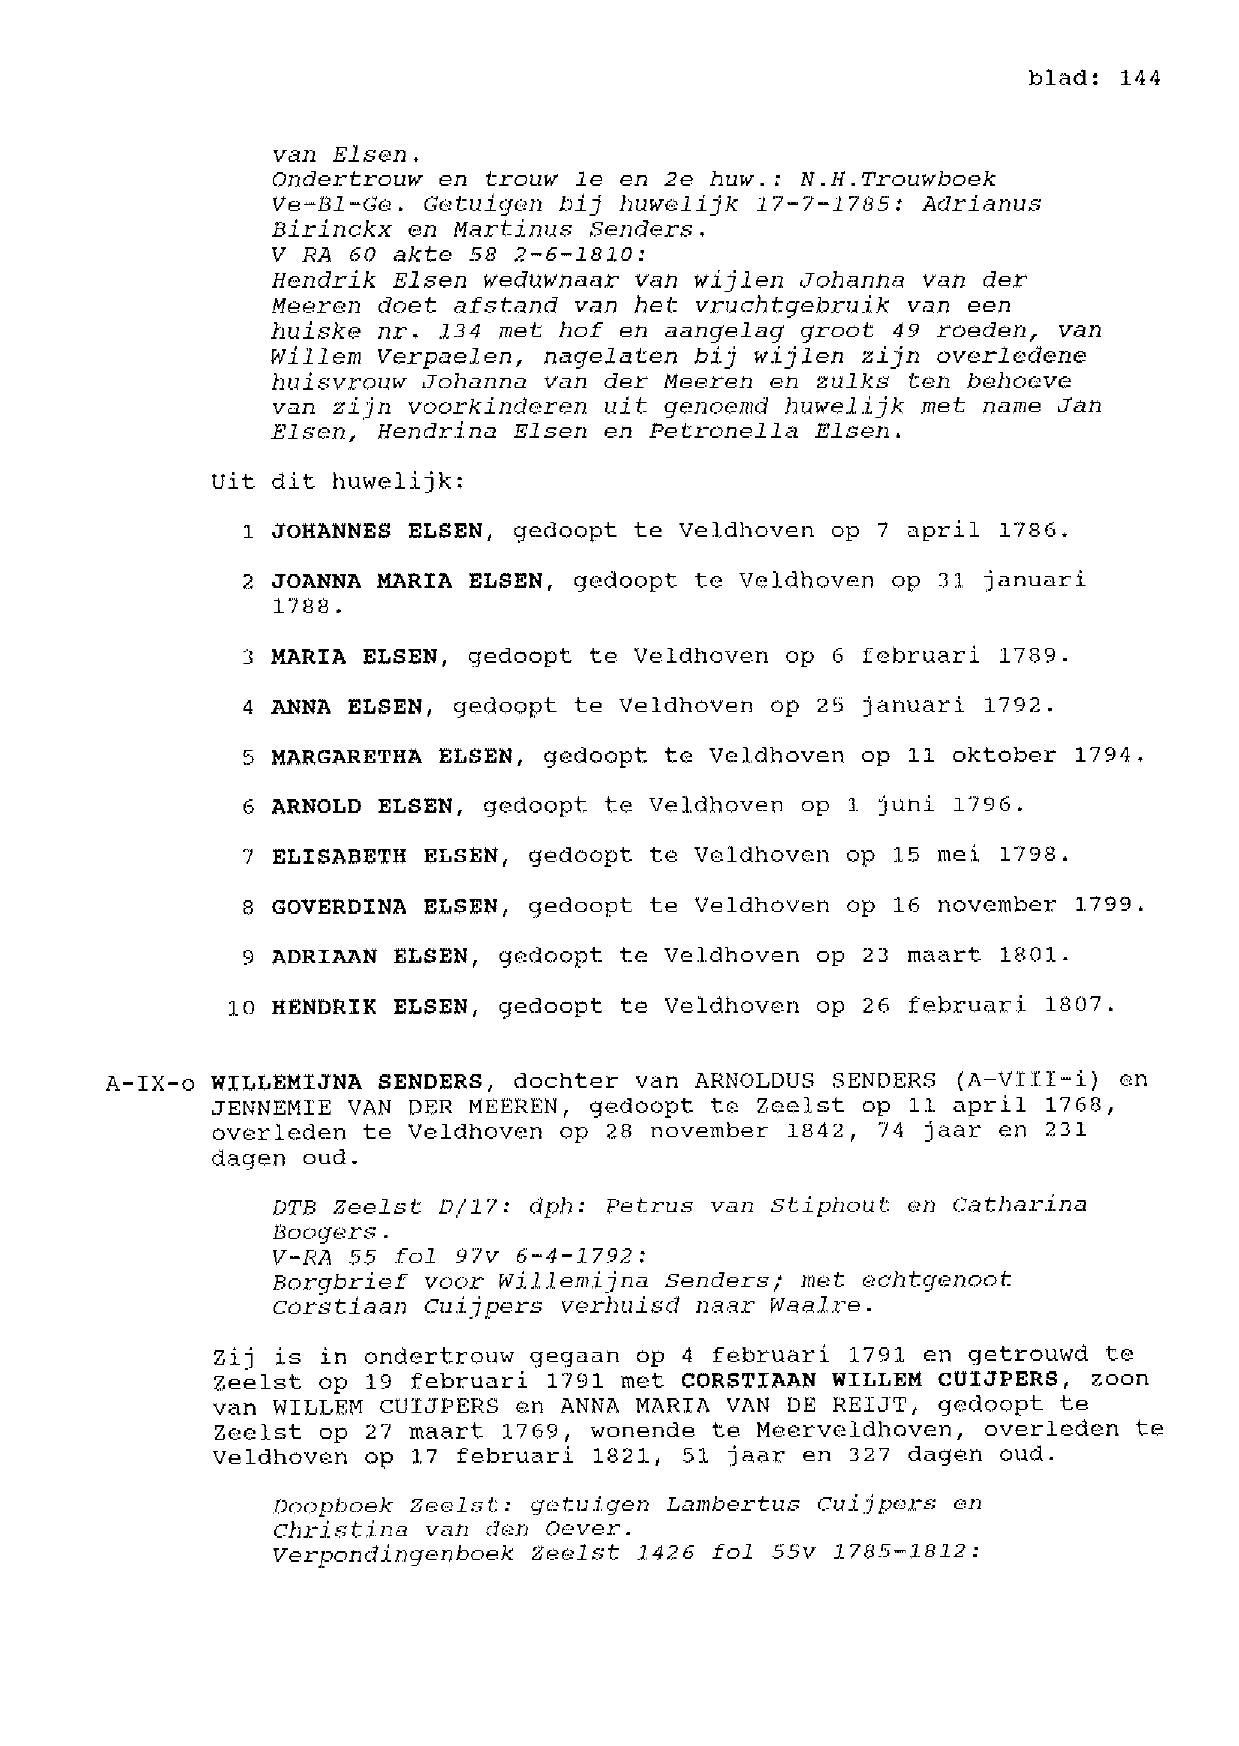 blad: 144
van Elsen.
Ondertrouw en trouw 1e en 2e huw.: N.H.Trouwboek
Ve-Bl-Ge. Getuigen bij huwelijk 17-7-1785: Adrianus
Birinckx en Martinus Senders.
V RA 60 akte 58 2-6-1810:
Hendrik Elsen weduwnaar van wijlen Johanna van der
Meeren doet afstand van het vruchtgebruik van een
huiske nr. 134 met hof en aangelag groot 49 roeden, van
Willem Verpaelen, nagelaten bij wijlen zijn overledene
huisvrouw Johanna van der Meeren en zulks ten behoeve
van zijn voorkinderen uit genoemd huwelijk met name Jan
Elsen, Hendrina Elsen en Petronella Elsen.
Uit dit huwelijk:
1 JOHANNES ELSEN, gedoopt te Veldhoven op 7 april 1786.
2 JOANNA MARIA ELSEN, gedoopt te Veldhoven op 31 januari
1788.
3 MARIA ELSEN, gedoopt te Veldhoven op 6 februari 1789.
4 ANNA ELSEN, gedoopt te Veldhoven op 25 januari 1792.
5 MARGARETHA ELSEN, gedoopt te Veldhoven op 11 oktober 1794.
6 ARNOLD ELSEN, gedoopt te Veldhoven op 1 juni 1796.
7 ELISABETH ELSEN, gedoopt te Veldhoven op 15 mei 1798.
8 GOVERDINA ELSEN, gedoopt te Veldhoven op 16 november 1799.
9 ADRIAAN ELSEN, gedoopt te Veldhoven op 23 maart 1801.
10 HENDRIK ELSEN, gedoopt te Veldhoven op 26 februari 1807.
A-IX-o WILLEMIJNA SENDERS, dochter van ARNOLDUS SENDERS (A-VIII-i) en
JENNEMIE VAN DER MEEREN, gedoopt te Zeelst op 11 april 1768,
overleden te Veldhoven op 28 november 1842, 74 jaar en 231
dagen oud.
DTB Zeelst D/17: dph: Petrus van Stiphout en Catharina
Boogers.
V-RA 55 fol 97v 6-4-1792:
Borgbrief voor Willemijna Senders; met echtgenoot
Corstiaan Cuijpers verhuisd naar Waalre.
Zij is in ondertrouw gegaan op 4 februari 1791 en getrouwd te
Zeelst op 19 februari 1791 met CORSTIAAN WILLEM CUIJPERS, zoon
van WILLEM CUIJPERS en ANNA MARIA VAN DE REIJT, gedoopt te
Zeelst op 27 maart 1769, wonende te Meerveldhoven, overleden te
Veldhoven op 17 februari 1821, 51 jaar en 327 dagen oud.
Doopboek Zeelst: getuigen Lambertus Cuijpers en
Christina van den Oever.
Verpondingenboek Zeelst 1426 fol 55v 1785-1812: